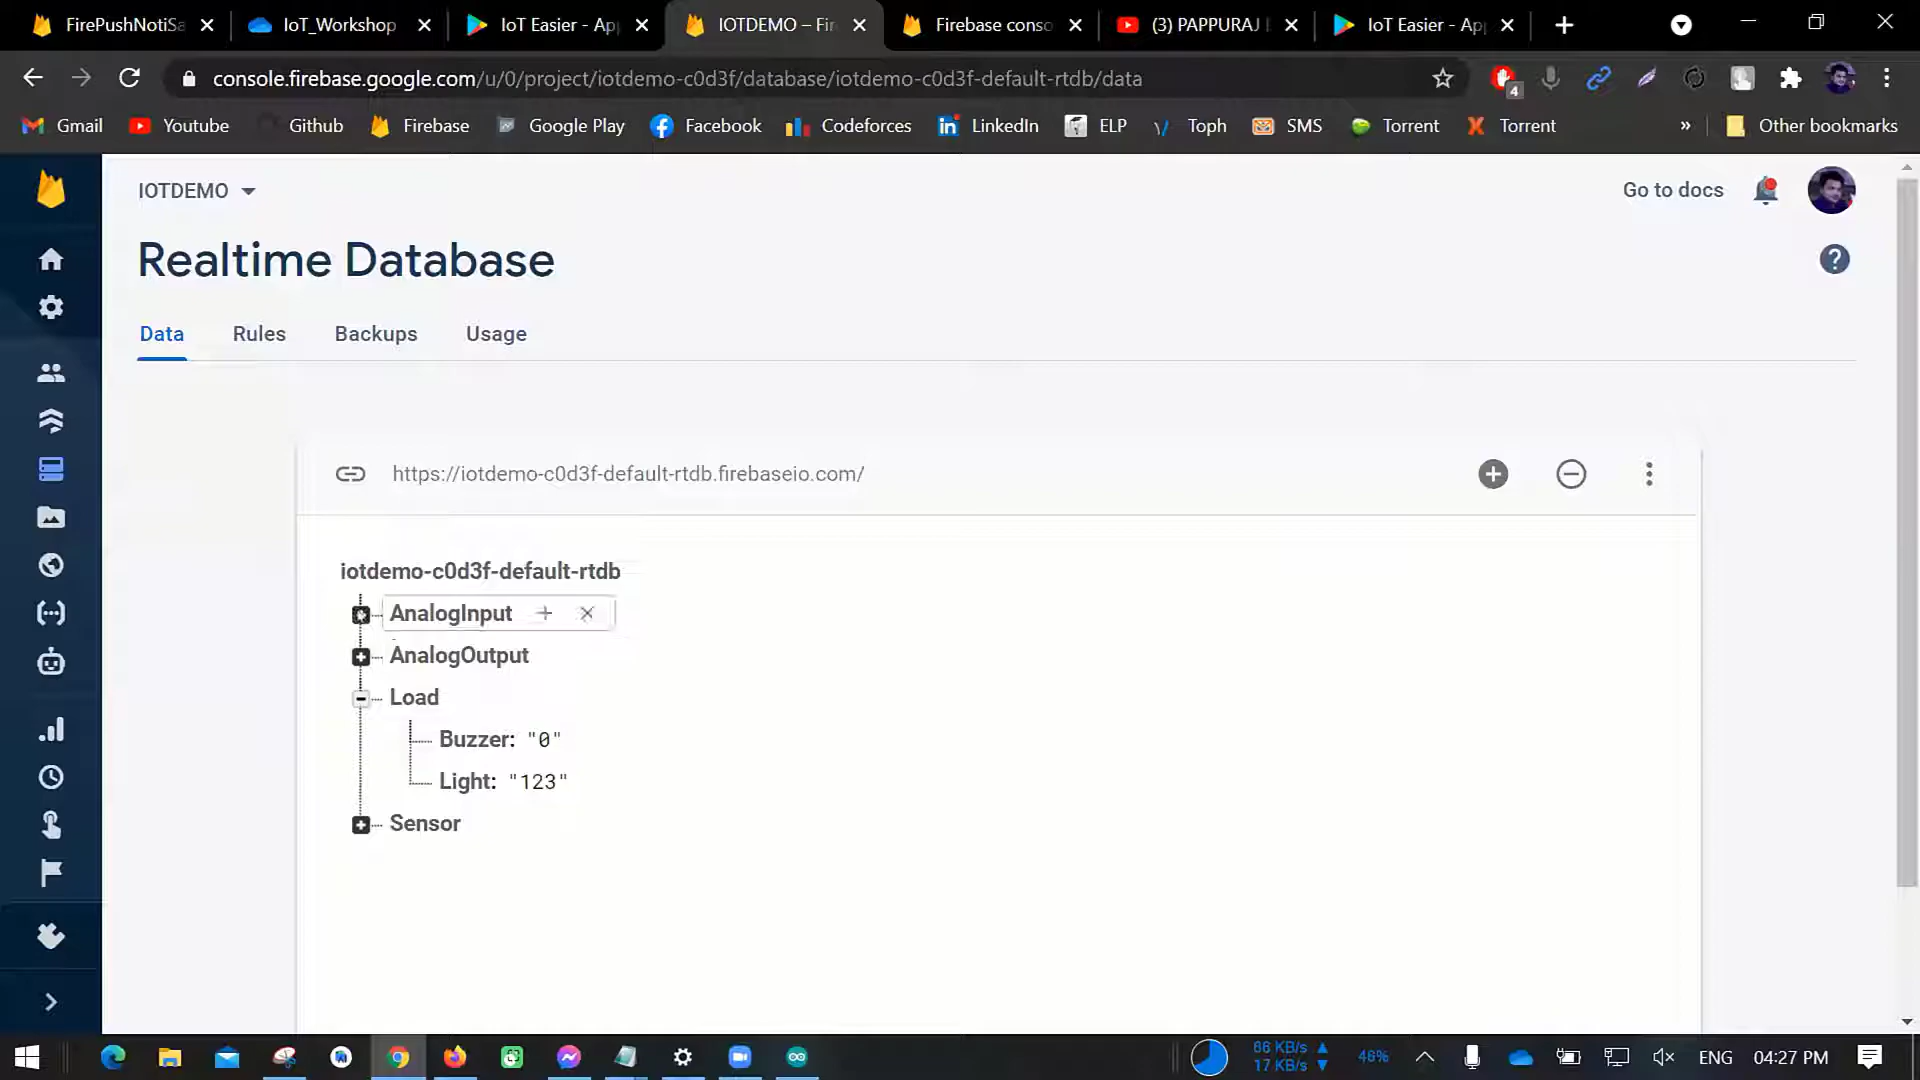 FirePushNotiSa
IoT_Workshop
IoT Easier - App
IOTDEMO – Fir
Firebase conso
(3) PAPPURAJ
IoT Easier - App
console.firebase.google.com/u/0/project/iotdemo-c0d3f/database/iotdemo-c0d3f-default-rtdb/data
4
Gmail
Youtube
Github
Firebase
Google Play
Facebook
Codeforces
LinkedIn
ELP
Toph
SMS
Torrent
Torrent
»
Other bookmarks
IOTDEMO
Go to docs
Realtime Database
Data
Rules
Backups
Usage
https://iotdemo-c0d3f-default-rtdb.firebaseio.com/
iotdemo-c0d3f-default-rtdb
AnalogInput
AnalogOutput
Load
Buzzer: "0"
Light: "123"
Sensor
66 KB/s
17 KB/s
46%
ENG
04:27 PM